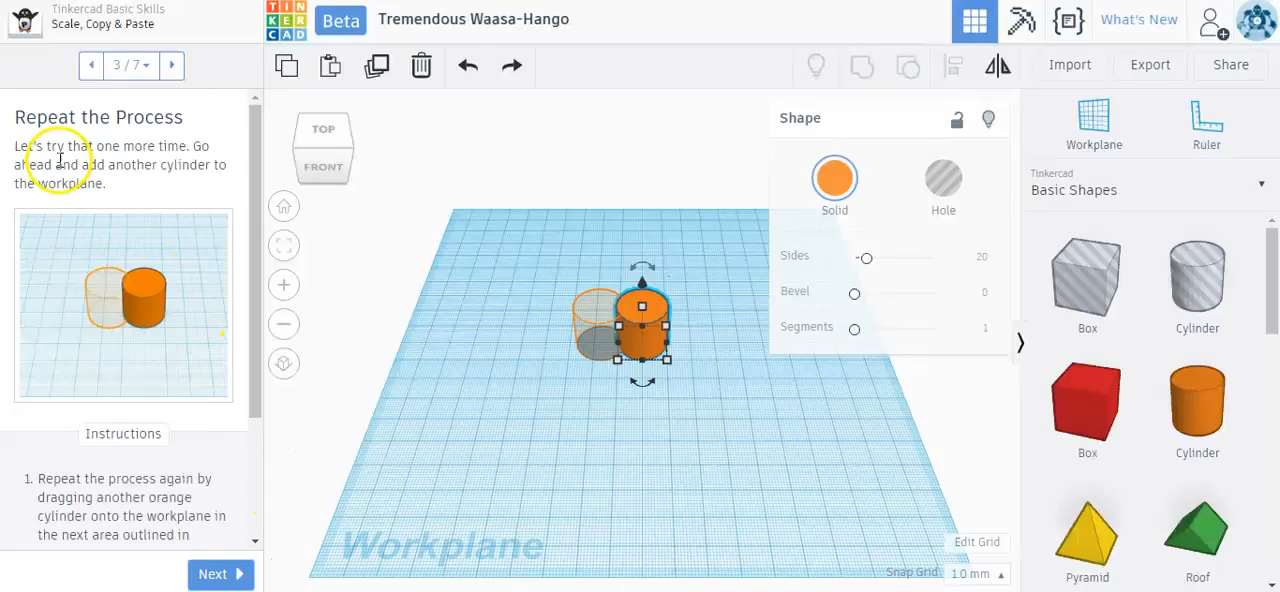 Tinkercad Basic Skills
Scale, Copy & Paste
TIN
KER
CAD
Beta
Tremendous Waasa-Hango
What's New
3 / 7
Import
Export
Share
Repeat the Process
Let's try that one more time. Go
ahead and add another cylinder to
the workplane.
Instructions
1. Repeat the process again by
dragging another orange
cylinder onto the workplane in
the next area outlined in
Next
TOP
FRONT
Workplane
Shape
Solid
Hole
Sides
20
Bevel
0
Segments
1
Edit Grid
Snap Grid
1.0 mm
Workplane
Ruler
Tinkercad
Basic Shapes
Box
Cylinder
Box
Cylinder
Pyramid
Roof